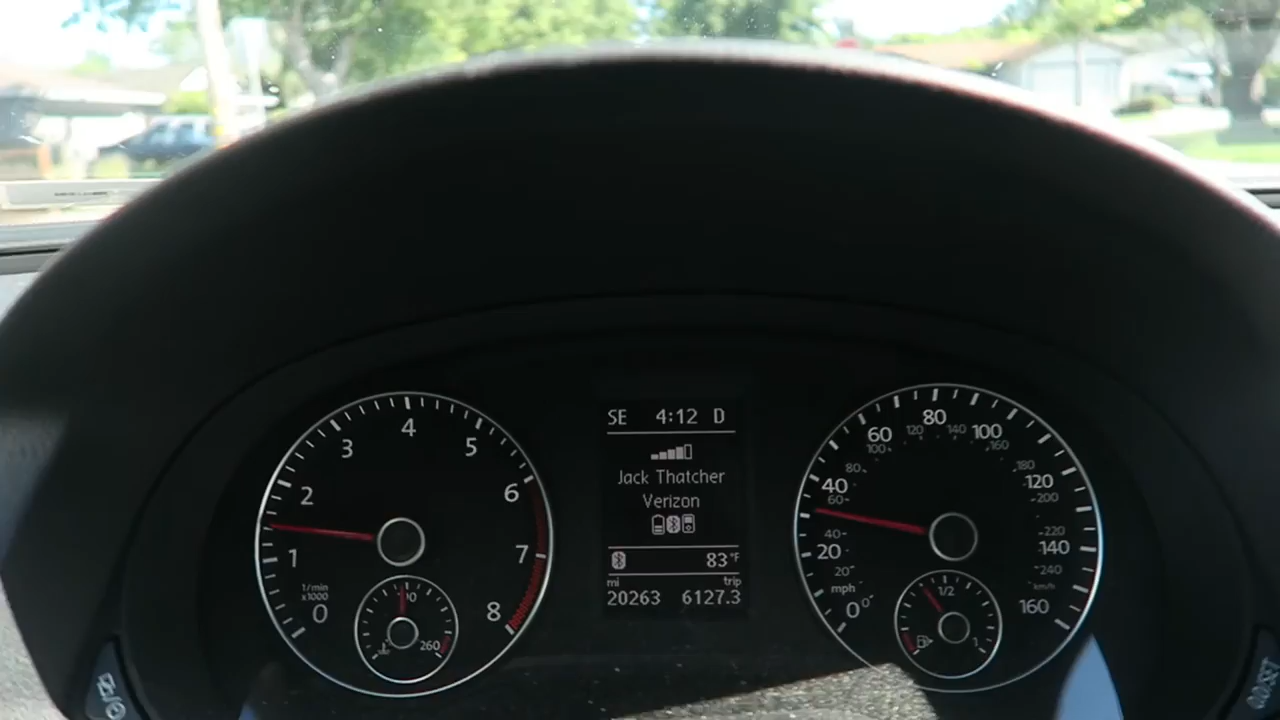 SE 4:12 D
Jack Thatcher
Verizon
83°F
mi trip
20263 6127.3
0 1 2 3 4 5 6 7 8
1/min
x1000
260
0 20 40 60 80 100 120 140 160
mph
0 20 40 60 80 100 120 140 160 180 200 220 240
km/h
1/2
1